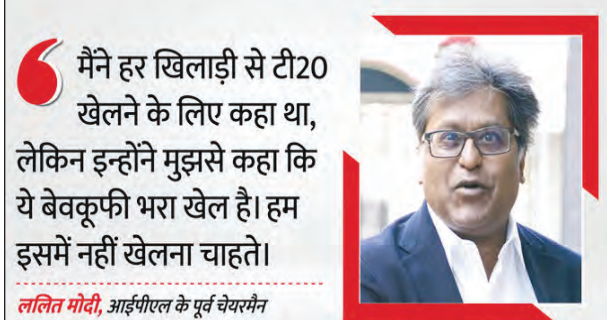 मैंने हर खिलाड़ी से टी20
खेलने के लिए कहा था,
लेकिन इन्होंने मुझसे कहा कि
ये बेवकूफी भरा खेल है। हम
इसमें नहीं खेलना चाहते।
ललित मोदी, आईपीएल के पूर्व चेयरमैन